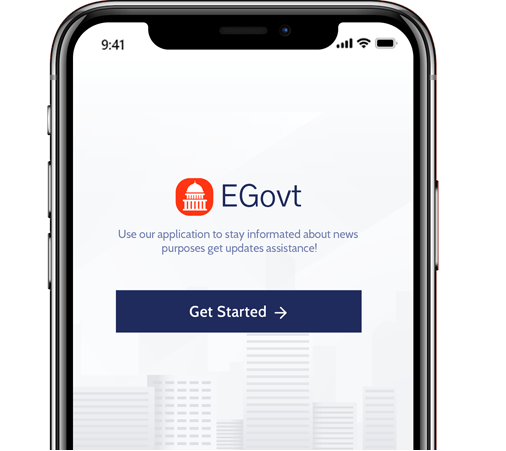 9:41
EGovt
Use our application to stay informated about news
purposes get updates assistance!
Get Started →